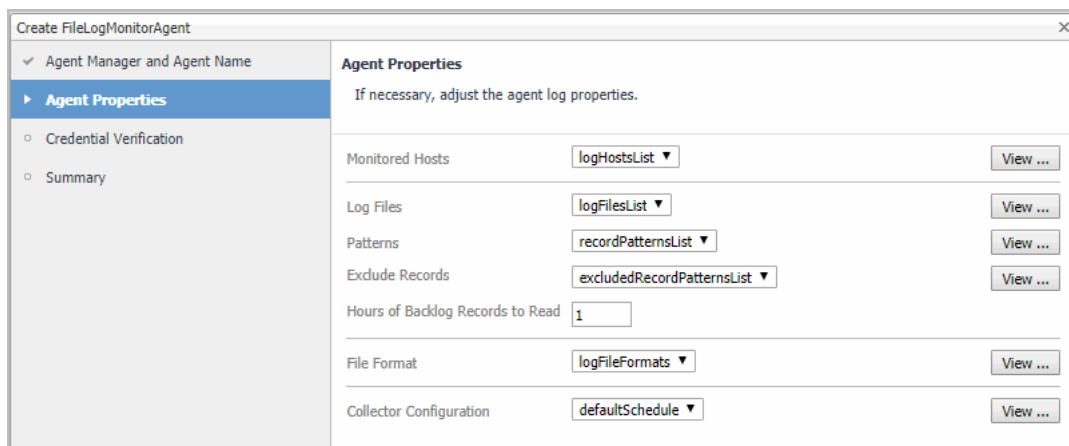 Create FileLogMonitorAgent
Agent Manager and Agent Name
Agent Properties
Credential Verification
Summary
Agent Properties
If necessary, adjust the agent log properties.
Monitored Hosts logHostsList View ...
Log Files logFilesList View ...
Patterns recordPatternsList View ...
Exclude Records excludedRecordPatternsList View ...
Hours of Backlog Records to Read 1
File Format logFileFormats View ...
Collector Configuration defaultSchedule View ...